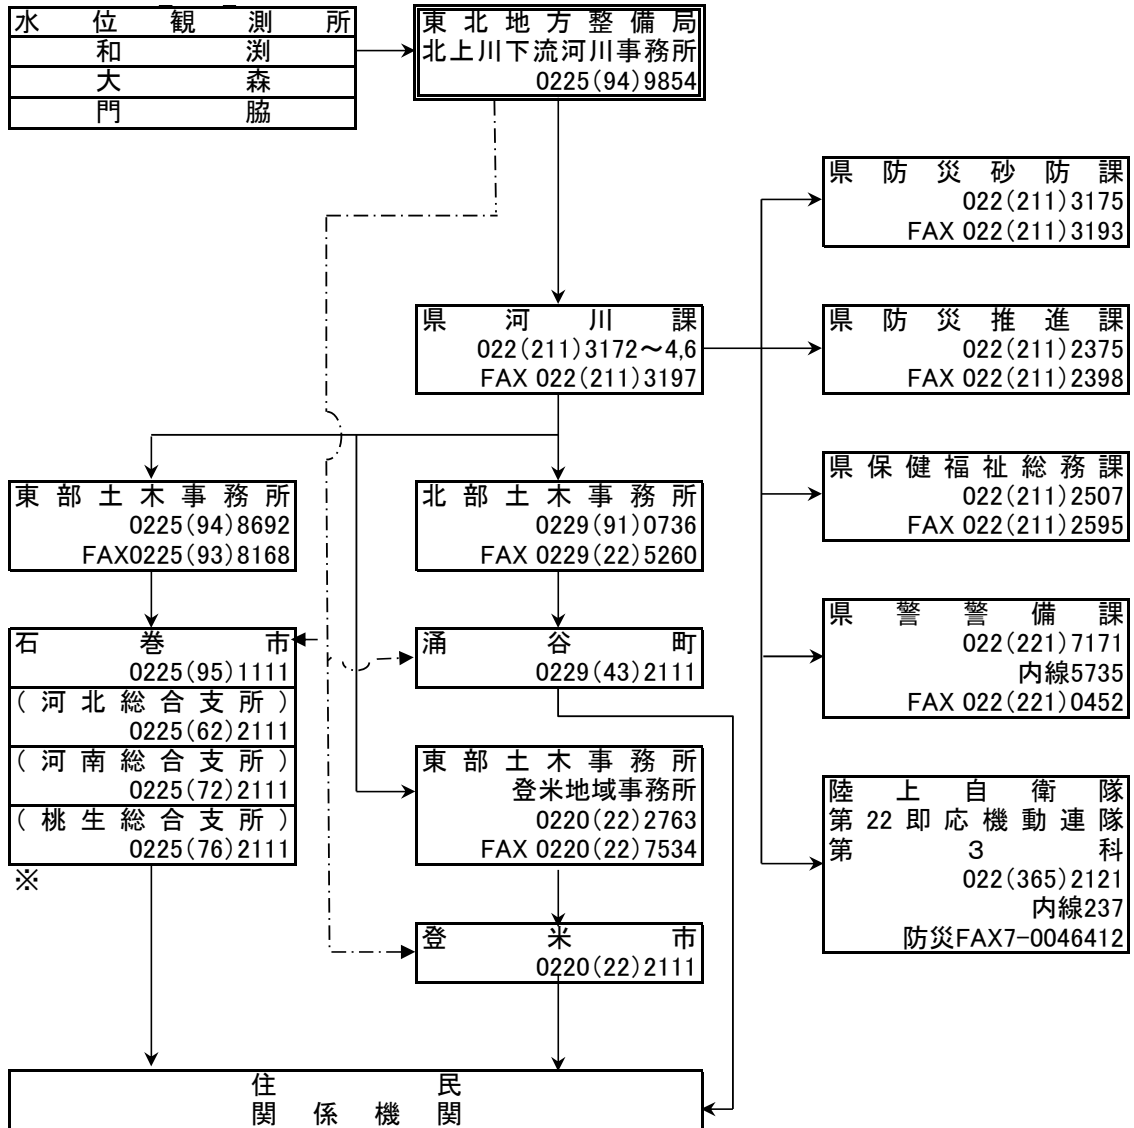 水位観測所
和渕
大森
門脇
東北地方整備局
北上川下流河川事務所
0225(94)9854
県防災砂防課
022(211)3175
FAX 022(211)3193
県河川課
022(211)3172～4,6
FAX 022(211)3197
県防災推進課
022(211)2375
FAX 022(211)2398
県保健福祉総務課
022(211)2507
FAX 022(211)2595
東部土木事務所
0225(94)8692
FAX0225(93)8168
北部土木事務所
0229(91)0736
FAX 0229(22)5260
県警警備課
022(221)7171
内線5735
FAX 022(221)0452
石巻市
0225(95)1111
(河北総合支所)
0225(62)2111
(河南総合支所)
0225(72)2111
(桃生総合支所)
0225(76)2111
※
涌谷町
0229(43)2111
東部土木事務所
登米地域事務所
0220(22)2763
FAX 0220(22)7534
登米市
0220(22)2111
陸上自衛隊
第22即応機動連隊
第3科
022(365)2121
内線237
防災FAX7-0046412
住民
関係機関